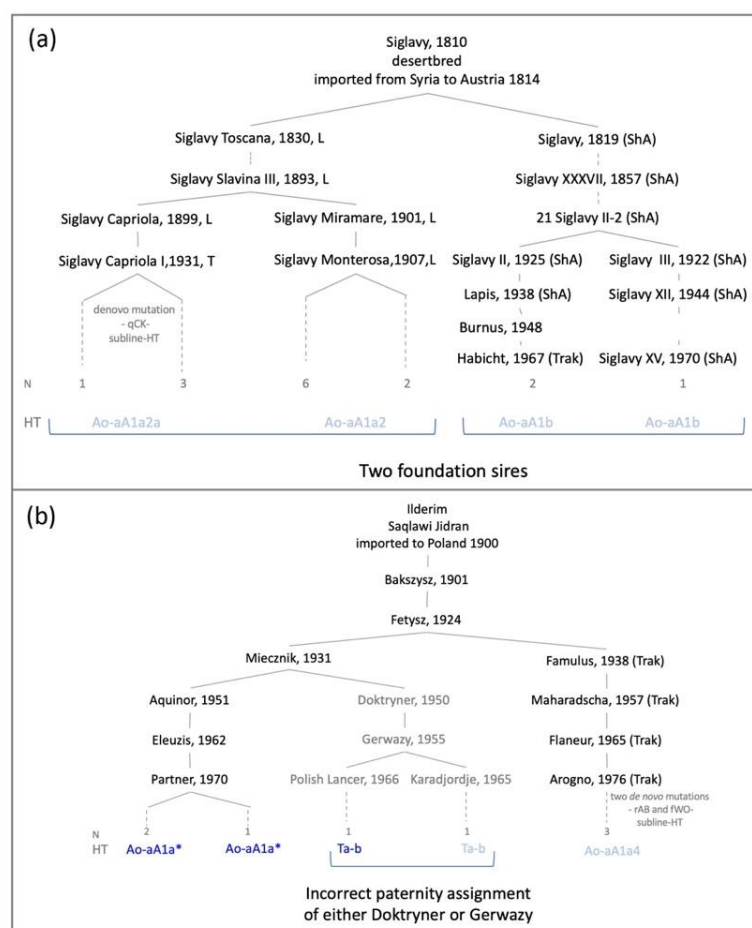 (a)
Siglavy, 1810
desertbred
imported from Syria to Austria 1814
Siglavy Toscana, 1830, L
Siglavy, 1819 (ShA)
Siglavy Slavina III, 1893, L
Siglavy XXXVII, 1857 (ShA)
Siglavy Capriola, 1899, L
Siglavy Miramare, 1901, L
21 Siglavy II-2 (ShA)
Siglavy Capriola I,1931, T
Siglavy Monterosa,1907,L
Siglavy II, 1925 (ShA)
Siglavy III, 1922 (ShA)
denovo mutation
- qCK-
subline-HT
Lapis, 1938 (ShA)
Siglavy XII, 1944 (ShA)
Burnus, 1948
Habicht, 1967 (Trak)
Siglavy XV, 1970 (ShA)
N 1 3 6 2 2 1
HT Ao-aA1a2a Ao-aA1a2 Ao-aA1b Ao-aA1b
Two foundation sires
(b)
Ilderim
Saqlawi Jidran
imported to Poland 1900
Bakszysz, 1901
Fetysz, 1924
Miecznik, 1931
Famulus, 1938 (Trak)
Aquinor, 1951
Doktryner, 1950
Maharadscha, 1957 (Trak)
Eleuzis, 1962
Gerwazy, 1955
Flaneur, 1965 (Trak)
Partner, 1970
Polish Lancer, 1966
Karadjordje, 1965
Arogno, 1976 (Trak)
two de novo mutations
- rAB and fWO-
subline-HT
N 2 1 1 1 3
HT Ao-aA1a* Ao-aA1a* Ta-b Ta-b Ao-aA1a4
Incorrect paternity assignment
of either Doktryner or Gerwazy